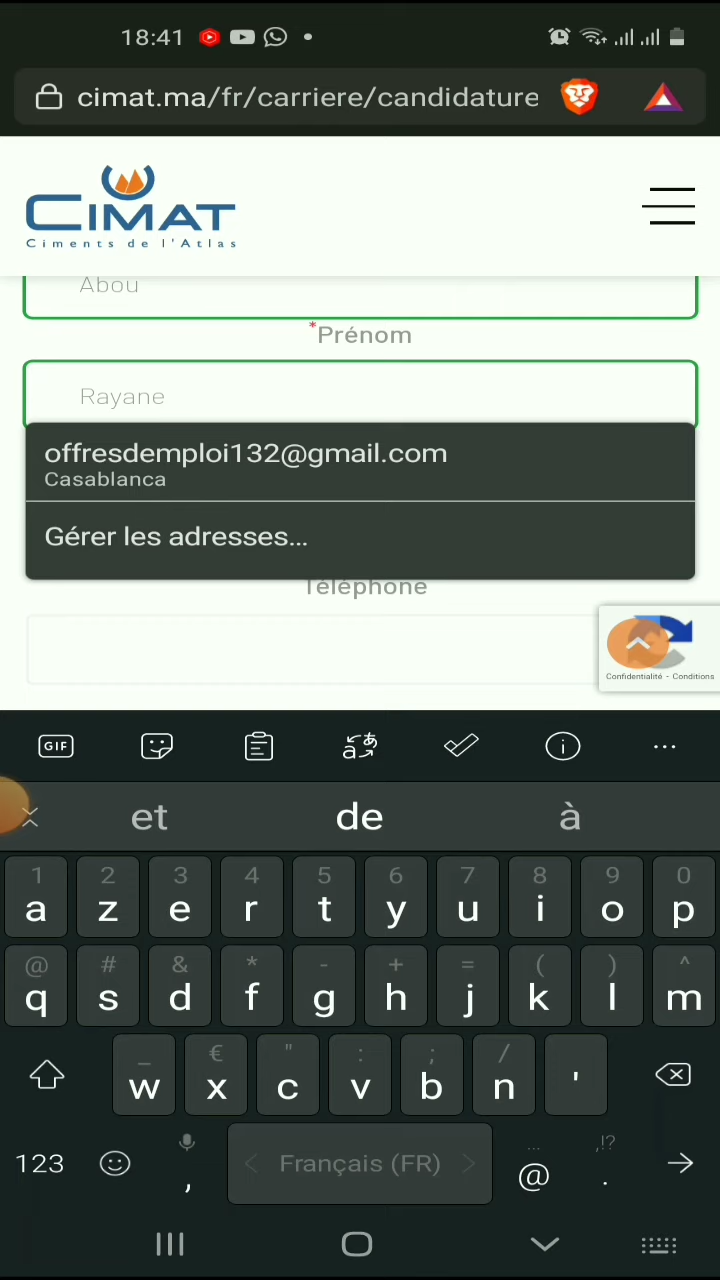 18:41
cimat.ma/fr/carriere/candidature
CIMAT
Ciments de l'Atlas
Abou
*Prénom
Rayane
offresdemploi132@gmail.com
Casablanca
Gérer les adresses...
Téléphone
Confidentialité - Conditions
GIF
et de à
1 2 3 4 5 6 7 8 9 0
a z e r t y u i o p
@ # & * - + = ( ) ^
q s d f g h j k l m
_ € " : ; /
w x c v b n '
... ,!?
123 , Français (FR) @ .